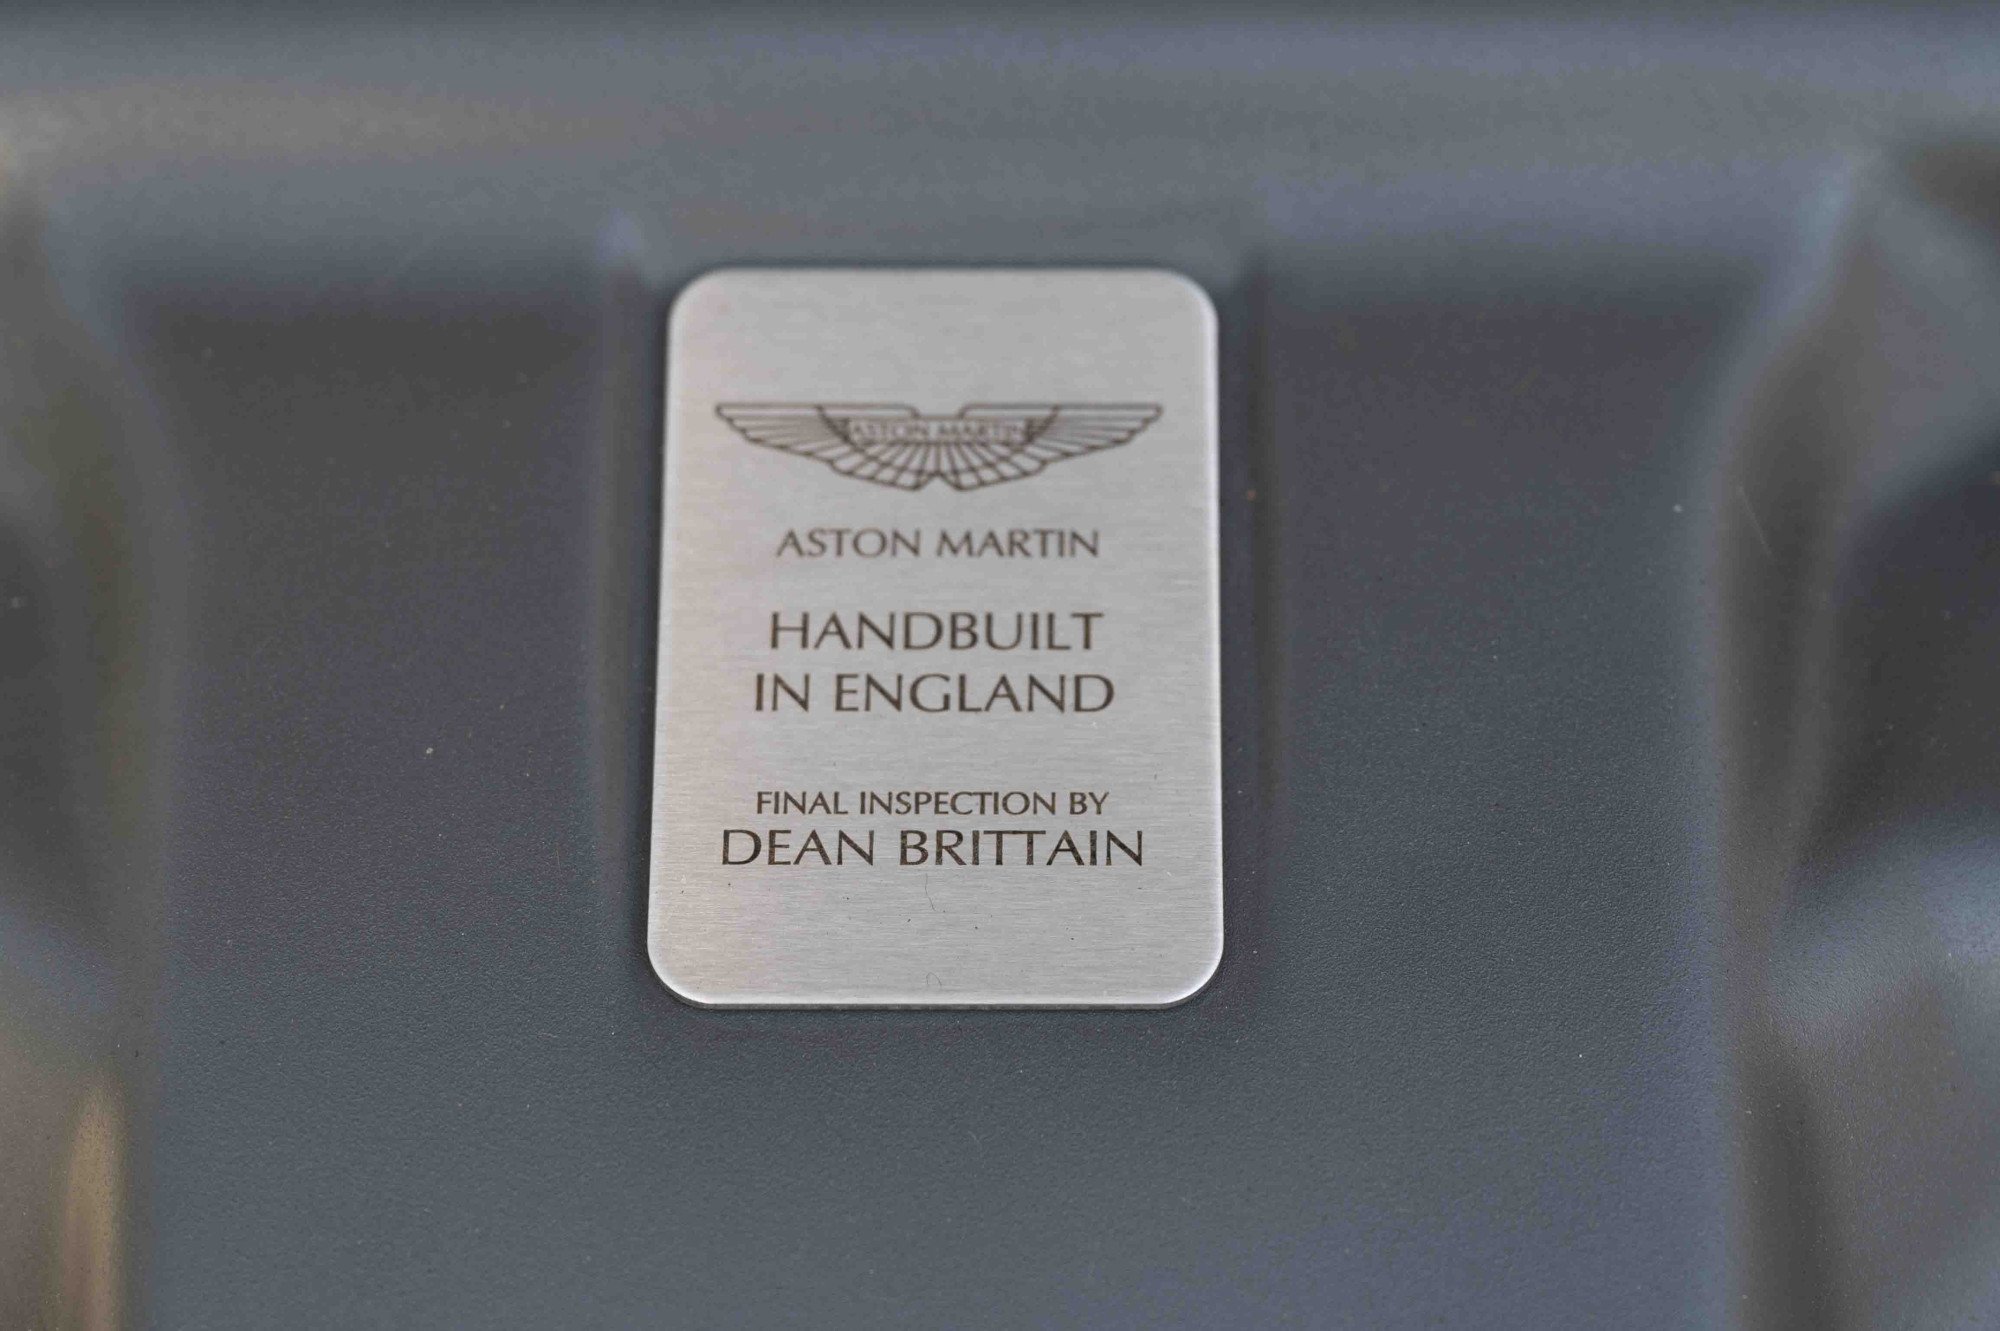 ASTON MARTIN
ASTON MARTIN
HANDBUILT
IN ENGLAND
FINAL INSPECTION BY
DEAN BRITTAIN